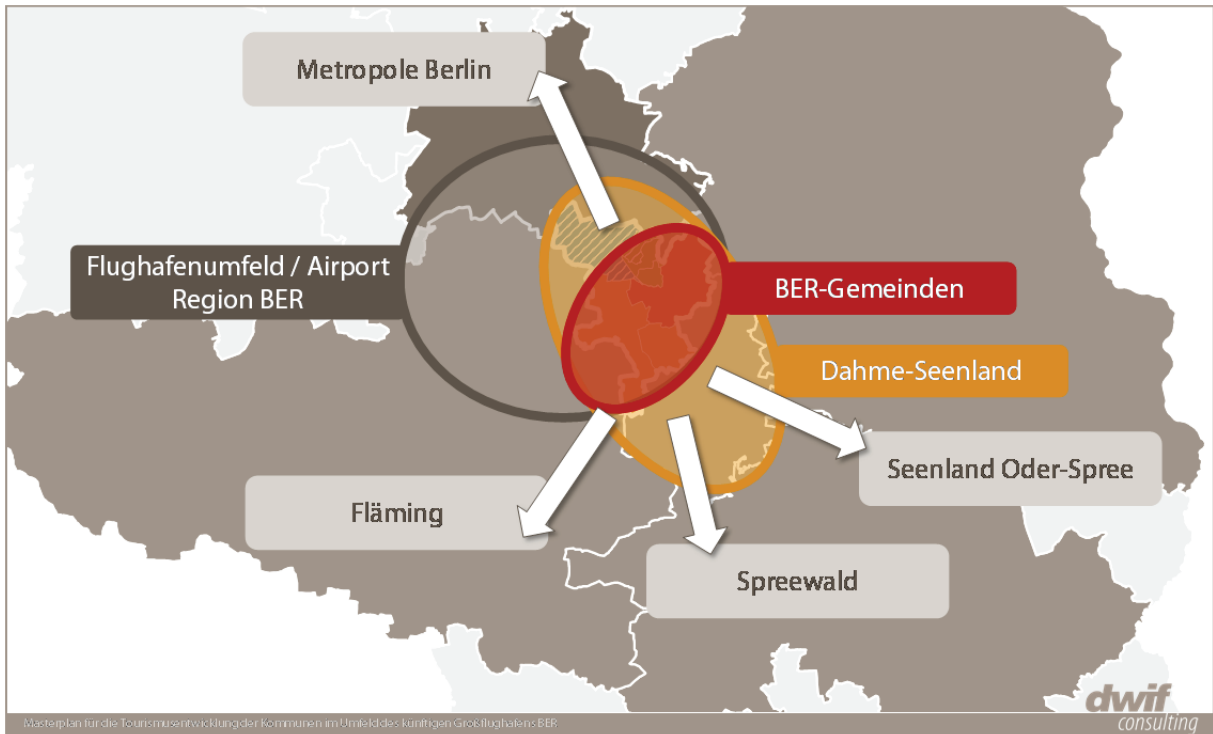 Metropole Berlin
Flughafenumfeld / Airport
Region BER
BER-Gemeinden
Dahme-Seenland
Seenland Oder-Spree
Fläming
Spreewald
dwif
consulting
Masterplan für die Tourismusentwicklung der Kommunen im Umfeld des künftigen Großflughafens BER